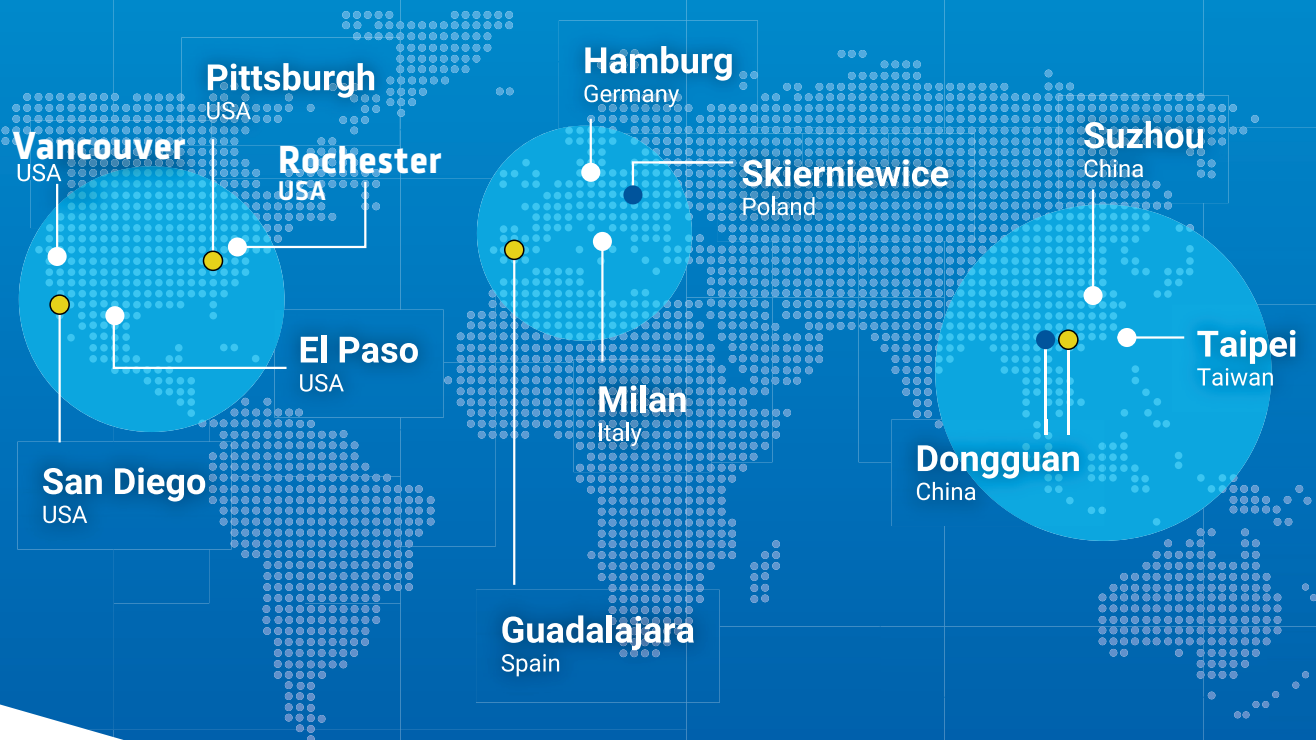 Pittsburgh
USA
Vancouver
USA
Rochester
USA
El Paso
USA
San Diego
USA
Hamburg
Germany
Skierniewice
Poland
Milan
Italy
Guadalajara
Spain
Suzhou
China
Taipei
Taiwan
Dongguan
China